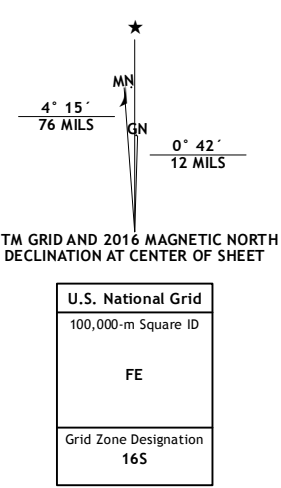 ★
MN
4° 15´
76 MILS
GN
0° 42´
12 MILS
TM GRID AND 2016 MAGNETIC NORTH
DECLINATION AT CENTER OF SHEET
U.S. National Grid
100,000-m Square ID
FE
Grid Zone Designation
16S